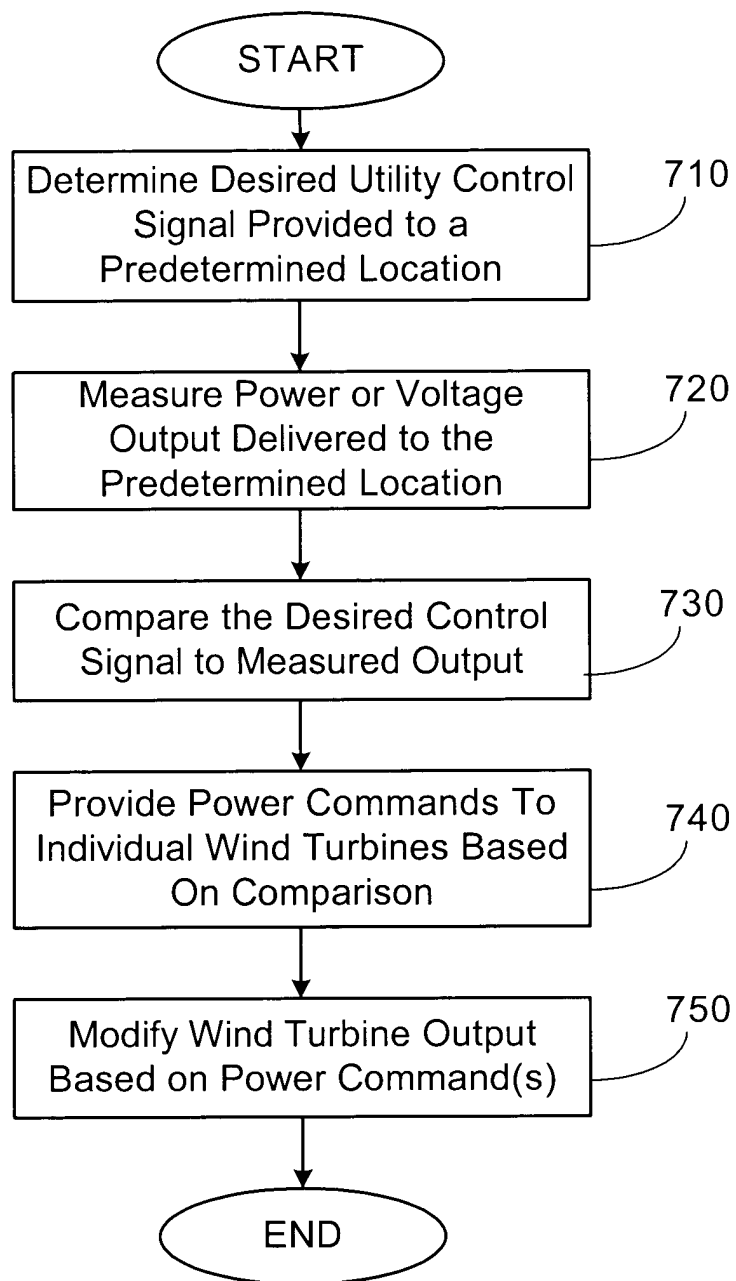 START
Determine Desired Utility Control
Signal Provided to a
Predetermined Location
710
Measure Power or Voltage
Output Delivered to the
Predetermined Location
720
Compare the Desired Control
Signal to Measured Output
730
Provide Power Commands To
Individual Wind Turbines Based
On Comparison
740
Modify Wind Turbine Output
Based on Power Command(s)
750
END